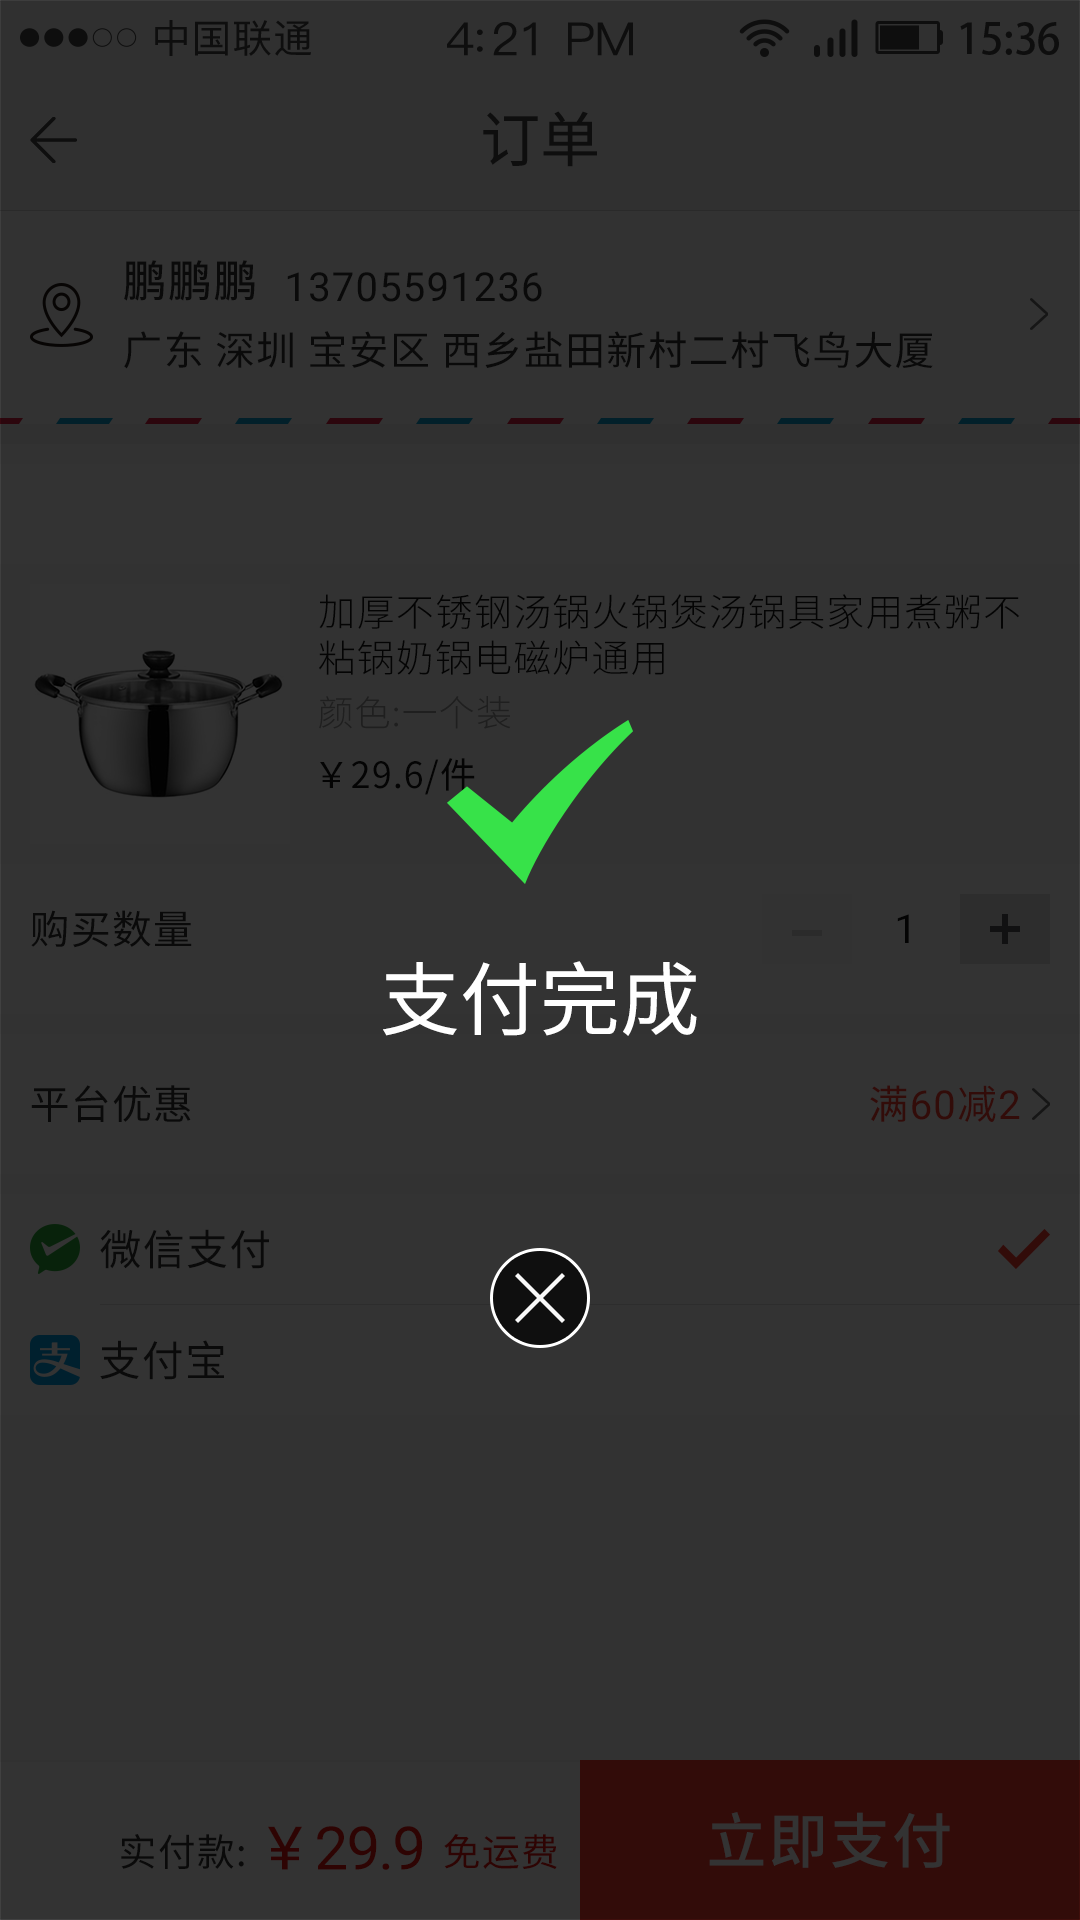 中国联通 4:21 PM 15:36
订单
鹏鹏鹏 13705591236
广东 深圳 宝安区 西乡盐田新村二村飞鸟大厦
加厚不锈钢汤锅火锅煲汤锅具家用煮粥不
粘锅奶锅电磁炉通用
颜色:一个装
￥29.6/件
购买数量 1
支付完成
平台优惠 满60减2
微信支付
支付宝
实付款: ￥29.9 免运费 立即支付